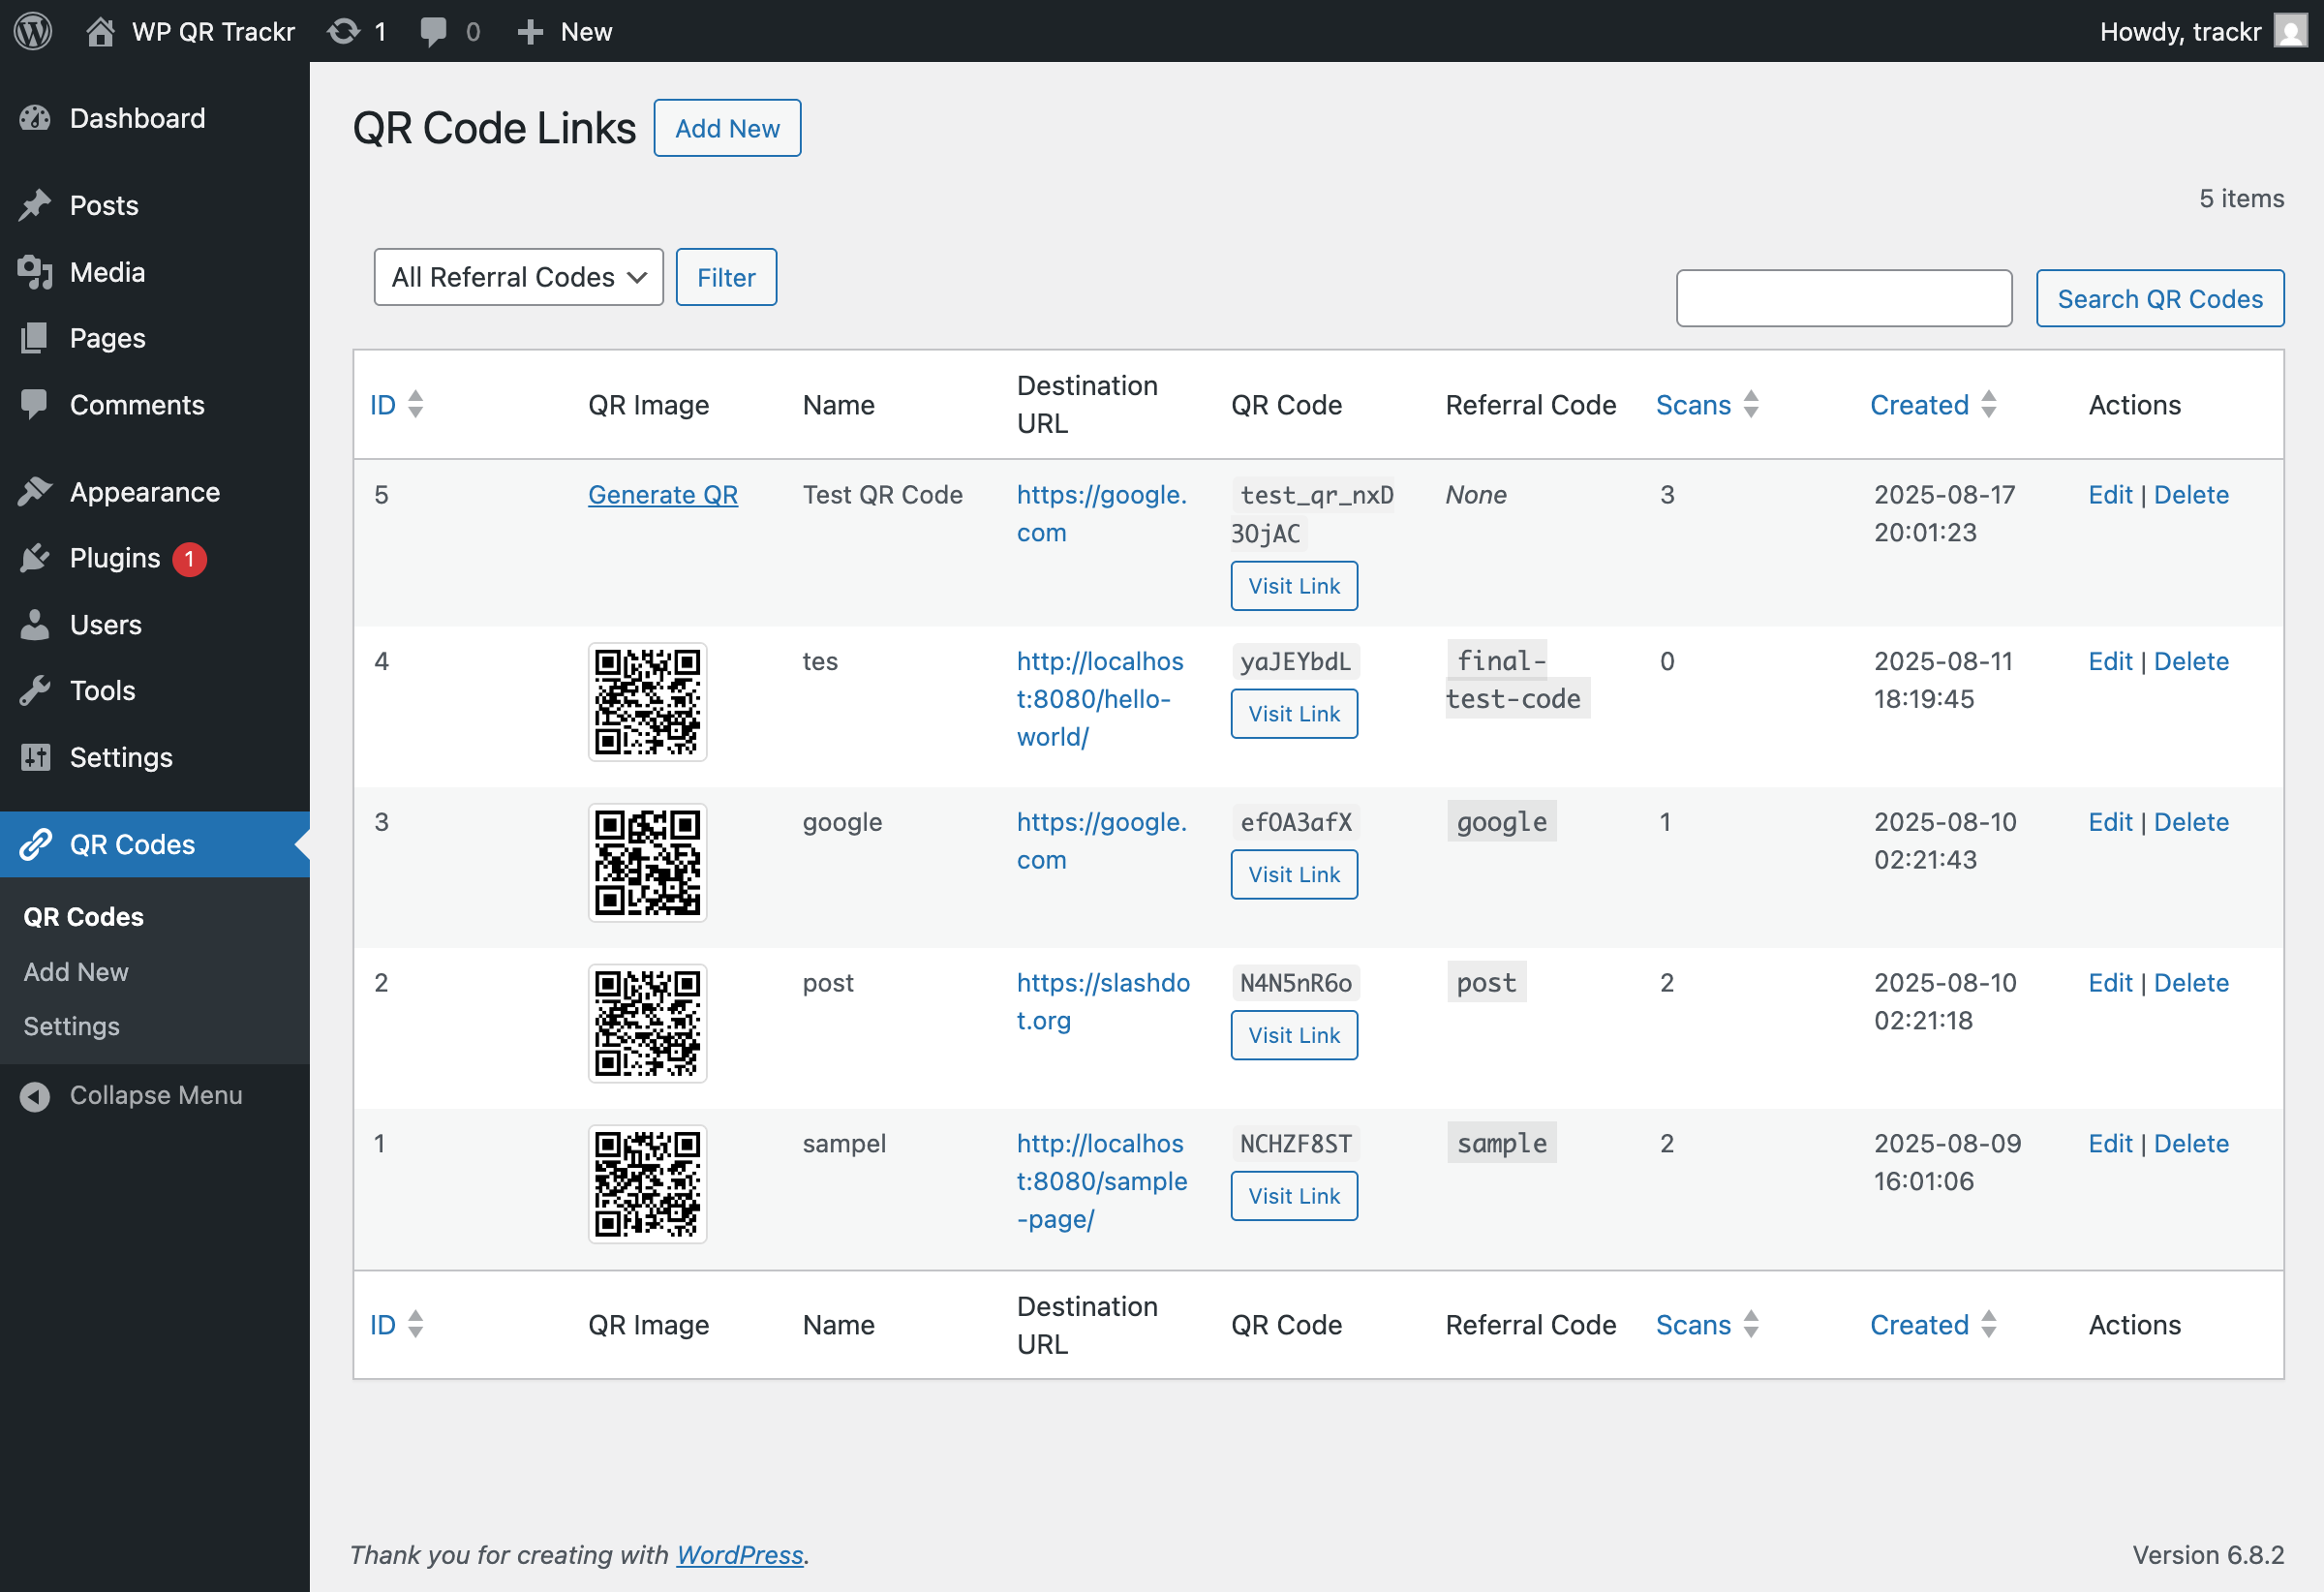 WP QR Trackr 1 0 New
Howdy, trackr
Dashboard
Posts
Media
Pages
Comments
Appearance
Plugins 1
Users
Tools
Settings
QR Codes
QR Codes
Add New
Settings
Collapse Menu
QR Code Links Add New
5 items
All Referral Codes Filter
Search QR Codes
ID QR Image Name Destination URL QR Code Referral Code Scans Created Actions
5 Generate QR Test QR Code https://google. test_qr_nxD None 3 2025-08-17 Edit | Delete
com 3OjAC 20:01:23
Visit Link
4 tes http://localhos yaJEYbdL final- 0 2025-08-11 Edit | Delete
t:8080/hello- Visit Link test-code 18:19:45
world/
3 google https://google. efOA3afX google 1 2025-08-10 Edit | Delete
com Visit Link 02:21:43
2 post https://slashdo N4N5nR6o post 2 2025-08-10 Edit | Delete
t.org Visit Link 02:21:18
1 sampel http://localhos NCHZF8ST sample 2 2025-08-09 Edit | Delete
t:8080/sample Visit Link 16:01:06
-page/
ID QR Image Name Destination URL QR Code Referral Code Scans Created Actions
Thank you for creating with WordPress.
Version 6.8.2